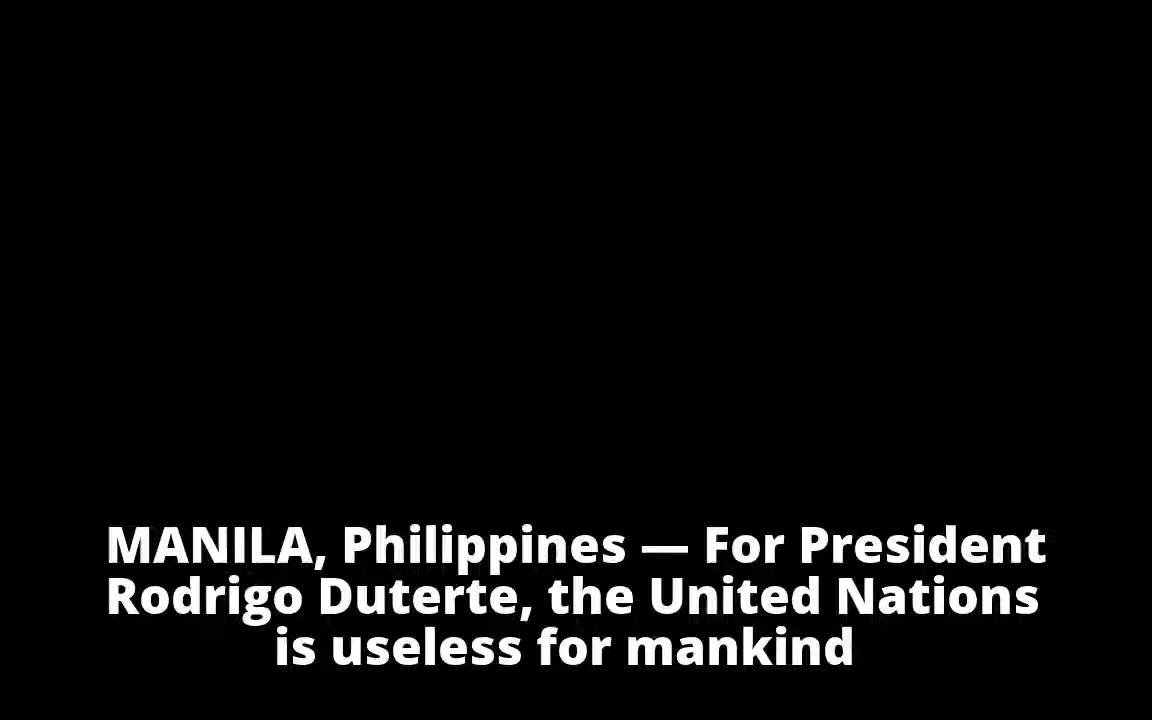 MANILA, Philippines — For President
Rodrigo Duterte, the United Nations
is useless for mankind